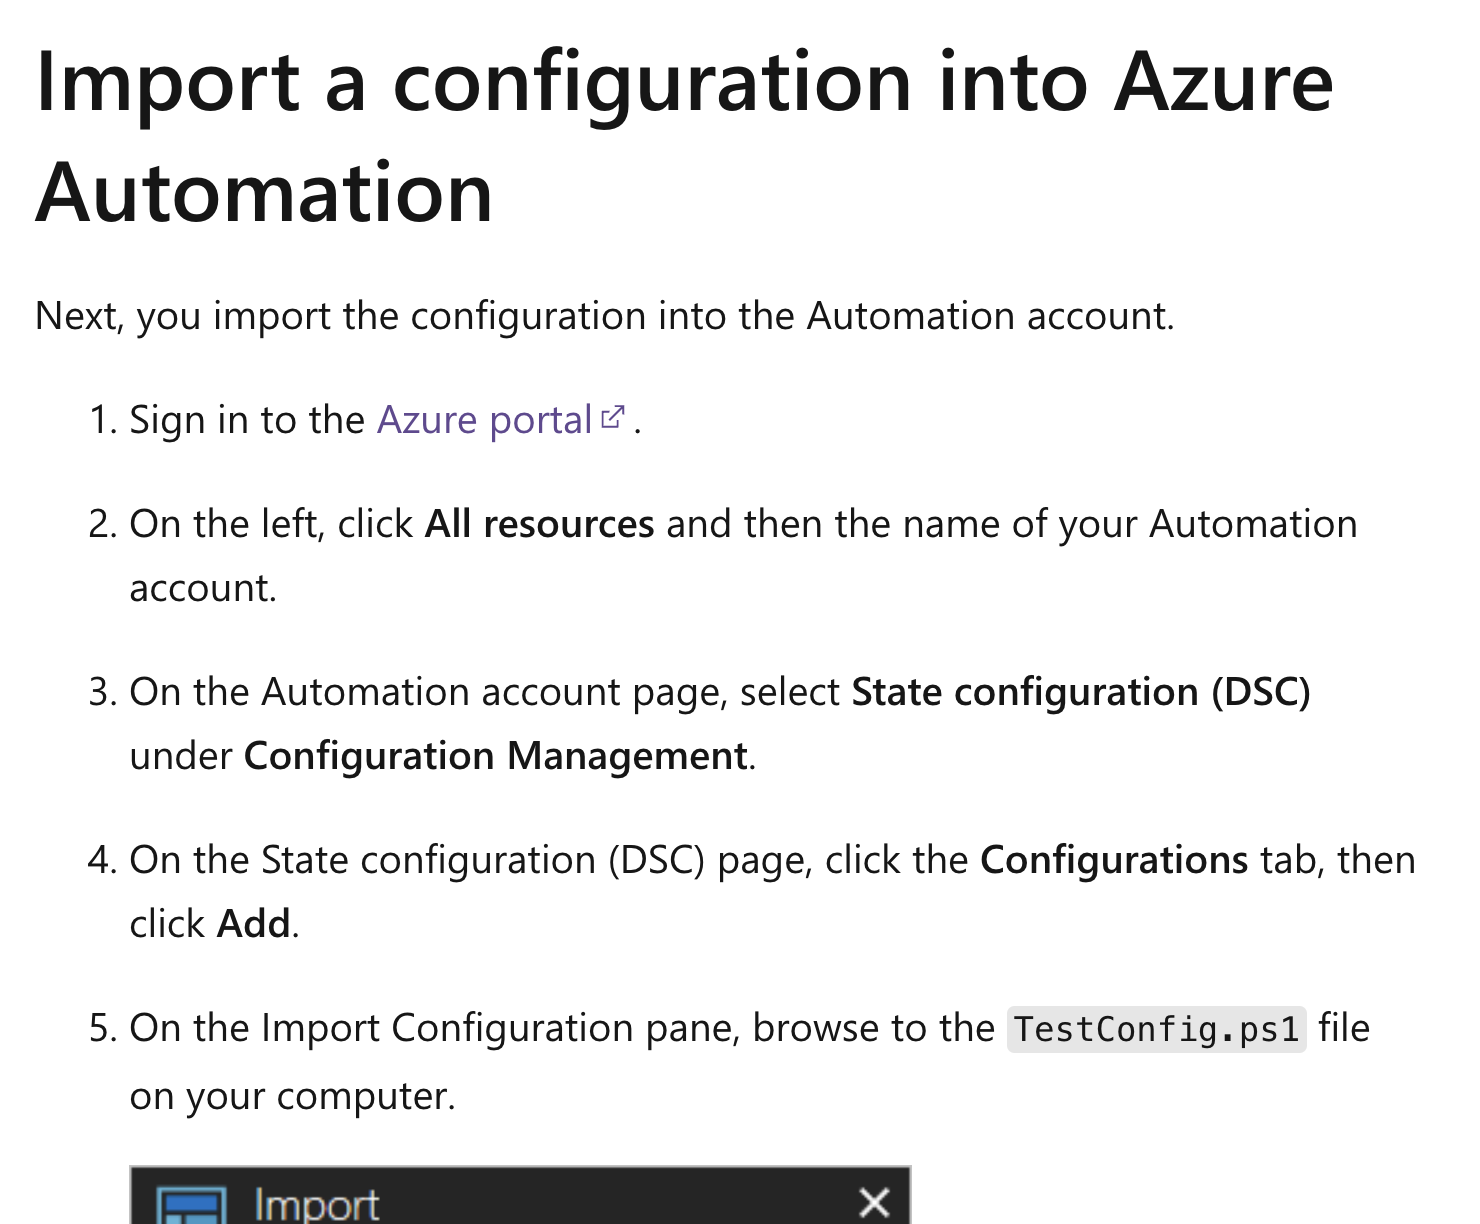 Import a configuration into Azure
Automation
Next, you import the configuration into the Automation account.
1. Sign in to the Azure portal .
2. On the left, click All resources and then the name of your Automation
account.
3. On the Automation account page, select State configuration (DSC)
under Configuration Management.
4. On the State configuration (DSC) page, click the Configurations tab, then
click Add.
5. On the Import Configuration pane, browse to the TestConfig.ps1 file
on your computer.
Import